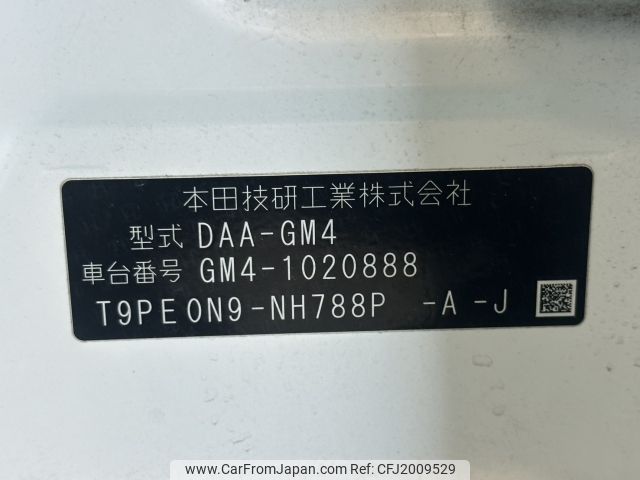 本田技研工業株式会社
型式 DAA-GM4
車台番号 GM4-1020888
T9PE0N9-NH788P -A -J
www.CarFromJapan.com - CFJ2009529